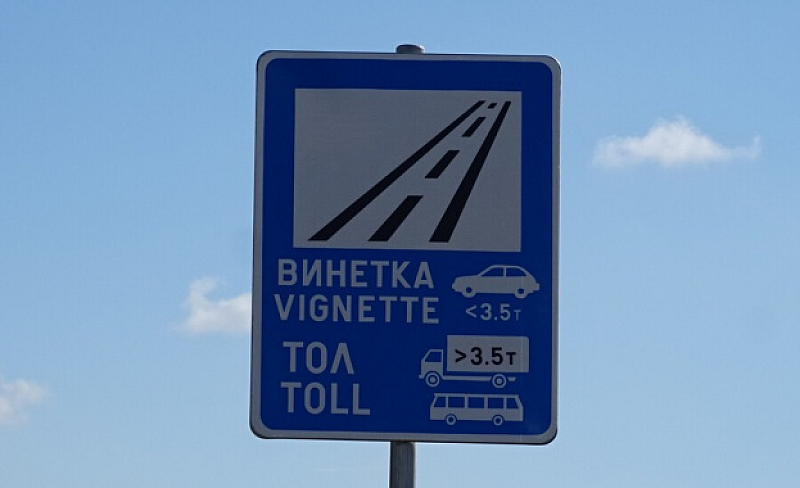 ВИНЕТКА
VIGNETTE
<3.5т
ТОЛ
TOLL
>3.5т